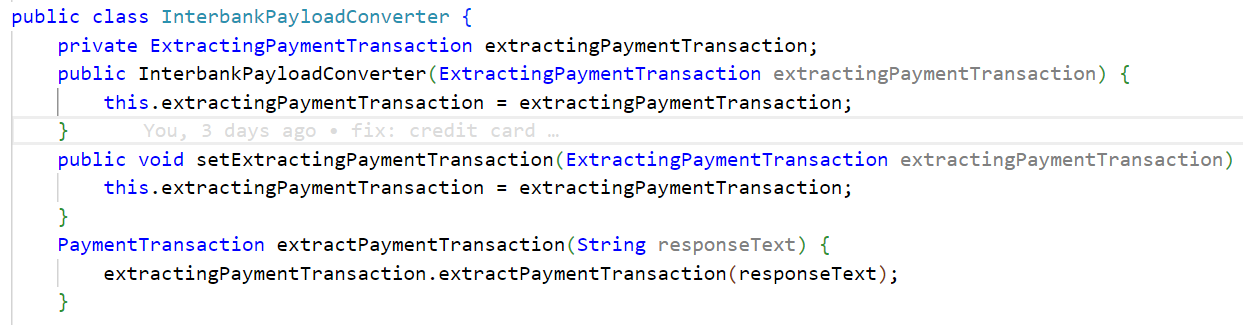 public class InterbankPayloadConverter {
    private ExtractingPaymentTransaction extractingPaymentTransaction;
    public InterbankPayloadConverter(ExtractingPaymentTransaction extractingPaymentTransaction) {
        this.extractingPaymentTransaction = extractingPaymentTransaction;
    }       You, 3 days ago • fix: credit card …
    public void setExtractingPaymentTransaction(ExtractingPaymentTransaction extractingPaymentTransaction)
        this.extractingPaymentTransaction = extractingPaymentTransaction;
    }
    PaymentTransaction extractPaymentTransaction(String responseText) {
        extractingPaymentTransaction.extractPaymentTransaction(responseText);
    }